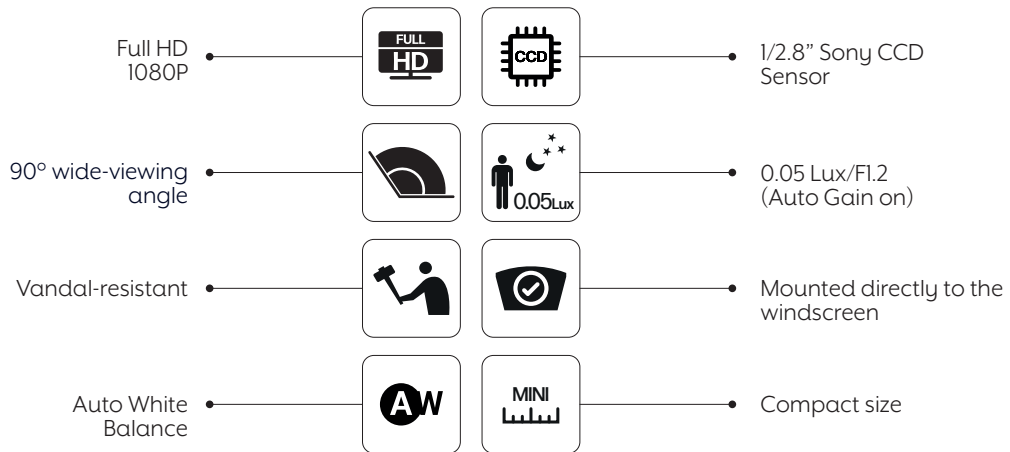 Full HD
1080P
FULL
HD
CCD
1/2.8” Sony CCD
Sensor
90° wide-viewing
angle
0.05Lux
0.05 Lux/F1.2
(Auto Gain on)
Vandal-resistant
Mounted directly to the
windscreen
Auto White
Balance
AW
MINI
Compact size